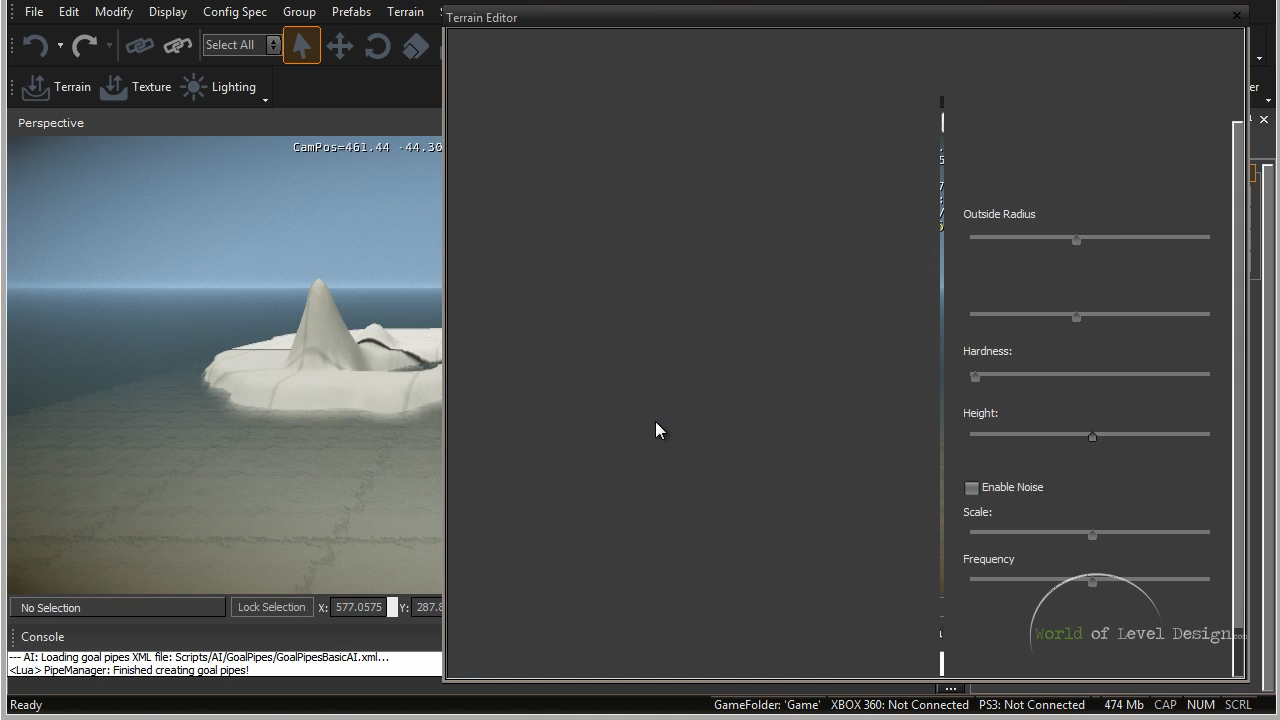 File Edit Modify Display Config Spec Group Prefabs Terrain
Terrain Editor
Select All
Terrain Texture Lighting
Perspective
CamPos=461.44 -44.30
Outside Radius
Hardness:
Height:
Enable Noise
Scale:
Frequency
World of Level Design.com
No Selection Lock Selection X: 577.0575 Y: 287.8
Console
--- AI: Loading goal pipes XML file: Scripts/AI/GoalPipes/GoalPipesBasicAI.xml...
<Lua> PipeManager: Finished creating goal pipes!
Ready GameFolder: 'Game' XBOX 360: Not Connected PS3: Not Connected 474 Mb CAP NUM SCRL